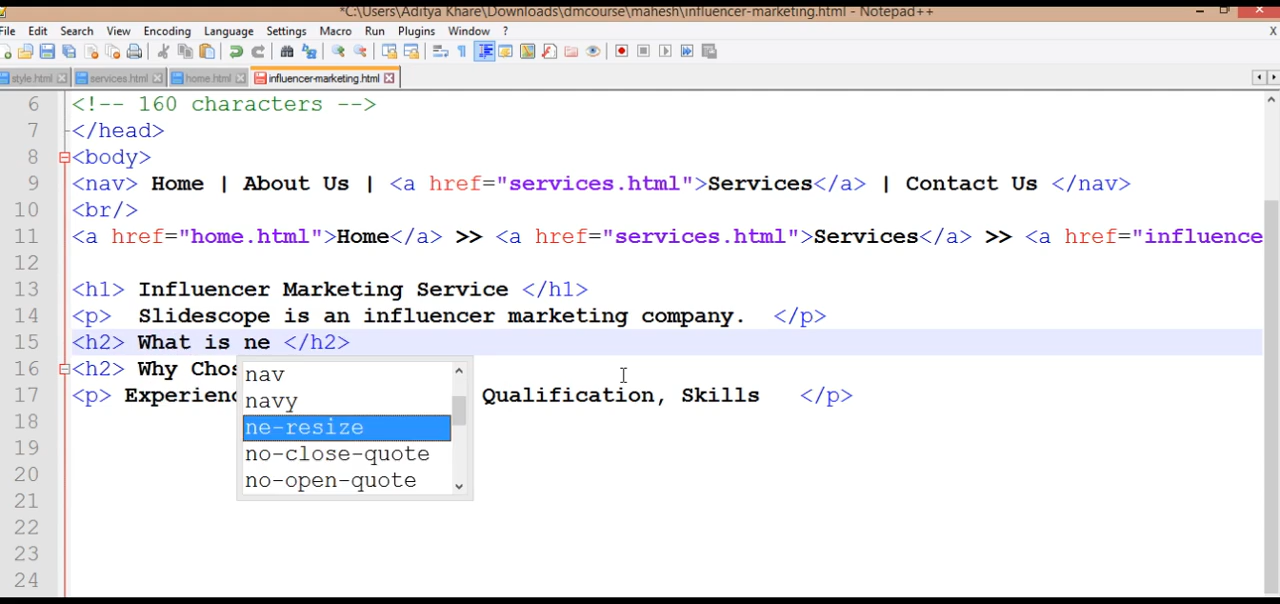 *C:\Users\Aditya Khare\Downloads\dmcourse\mahesh\influencer-marketing.html - Notepad++
File Edit Search View Encoding Language Settings Macro Run Plugins Window ? X
style.html services.html home.html influencer-marketing.html
6 <!-- 160 characters -->
7 </head>
8 <body>
9 <nav> Home | About Us | <a href="services.html">Services</a> | Contact Us </nav>
10 <br/>
11 <a href="home.html">Home</a> >> <a href="services.html">Services</a> >> <a href="influence
12
13 <h1> Influencer Marketing Service </h1>
14 <p> Slidescope is an influencer marketing company. </p>
15 <h2> What is ne </h2>
16 <h2> Why Chos
17 <p> Experienc Qualification, Skills </p>
nav
navy
ne-resize
no-close-quote
no-open-quote
18
19
20
21
22
23
24